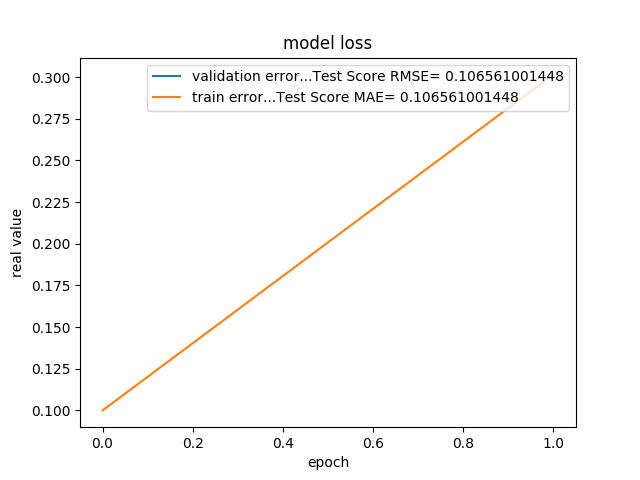 model loss
validation error...Test Score RMSE= 0.106561001448
train error...Test Score MAE= 0.106561001448
real value
0.300
0.275
0.250
0.225
0.200
0.175
0.150
0.125
0.100
0.0 0.2 0.4 0.6 0.8 1.0
epoch